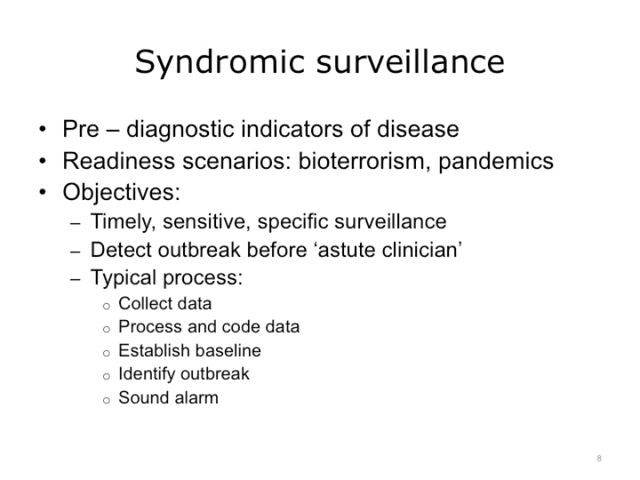 Syndromic surveillance
• Pre – diagnostic indicators of disease
• Readiness scenarios: bioterrorism, pandemics
• Objectives:
– Timely, sensitive, specific surveillance
– Detect outbreak before ‘astute clinician’
– Typical process:
o Collect data
o Process and code data
o Establish baseline
o Identify outbreak
o Sound alarm
8